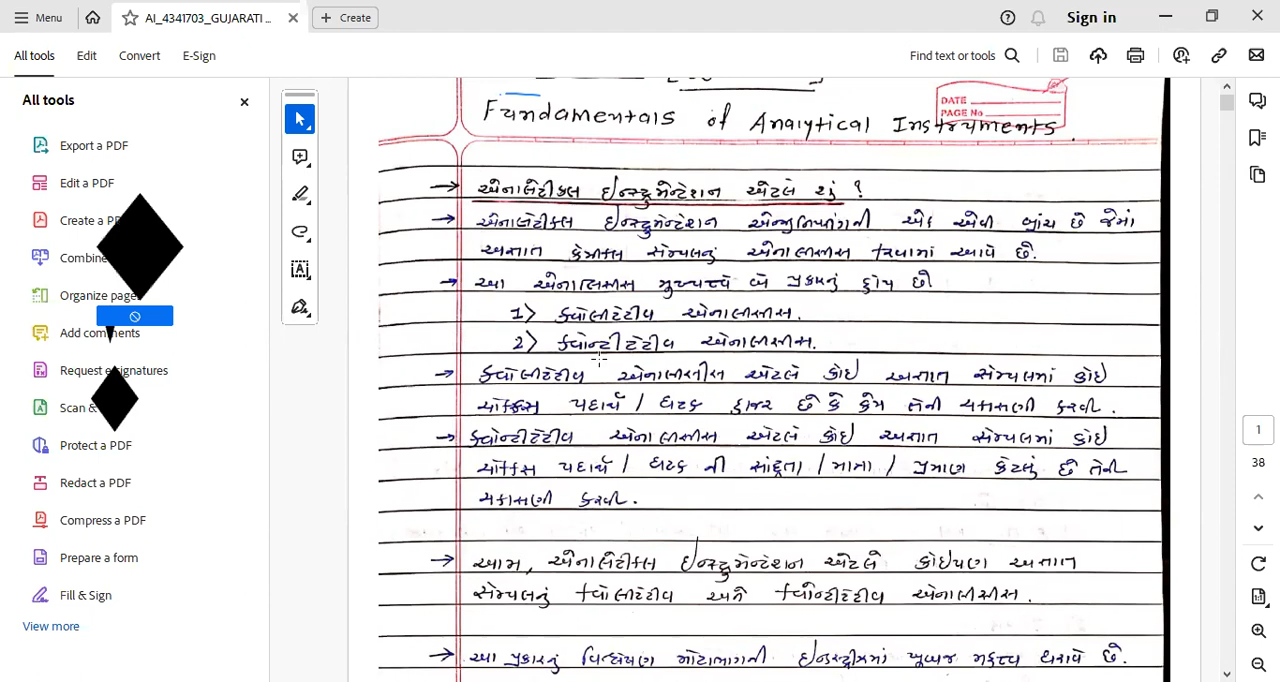 Menu
AI_4341703_GUJARATI ...
Create
Sign in
All tools
Edit
Convert
E-Sign
Find text or tools
All tools
Export a PDF
Edit a PDF
Create a
Combine
Organize pages
Add comments
Request e-signatures
Scan &
Protect a PDF
Redact a PDF
Compress a PDF
Prepare a form
Fill & Sign
View more
DATE
PAGE No
Fundamentals of Analytical Instruments.
→ એનાલિટીકલ ઇન્સ્ટ્રુમેન્ટેશન એટલે શું ?
→ એનાલેટીકલ ઇન્સ્ટ્રુમેન્ટેશન એન્જીનિયરીંગની એક એવી બ્રાંચ છે જેમાં
અજ્ઞાત કેમીકલ સેમ્પલનું એનાલીસીસ કરવામાં આવે છે.
→ આ એનાલિસીસ મુખ્યત્વે બે પ્રકારનું હોય છે
1> ક્વોલીટેટીવ એનાલીસીસ.
2> ક્વોન્ટીટેટીવ એનાલીસીસ.
→ ક્વોલીટેટીવ એનાલીસીસ એટલે કોઇ અજ્ઞાત સેમ્પલમાં કોઇ
ચોક્કસ પદાર્થ / ઘટક હાજર છે કે કેમ તેની ચકાસણી કરવી.
→ ક્વોન્ટીટેટીવ એનાલીસીસ એટલે કોઇ અજ્ઞાત સેમ્પલમાં કોઇ
ચોક્કસ પદાર્થ / ઘટક ની સાંદ્રતા / માત્રા / પ્રમાણ કેટલું છે તેની
ચકાસણી કરવી.
→ આમ, એનાલેટીકલ ઇન્સ્ટ્રુમેન્ટેશન એટલે કોઇપણ અજ્ઞાત
સેમ્પલનું ક્વોલીટેટીવ અને ક્વોન્ટીટેટીવ એનાલીસીસ.
→ આ પ્રકારનું વિશ્લેષણ મોટાભાગની ઇન્ડસ્ટ્રીઝમાં ખૂબજ મહત્વ ધરાવે છે.
1
38